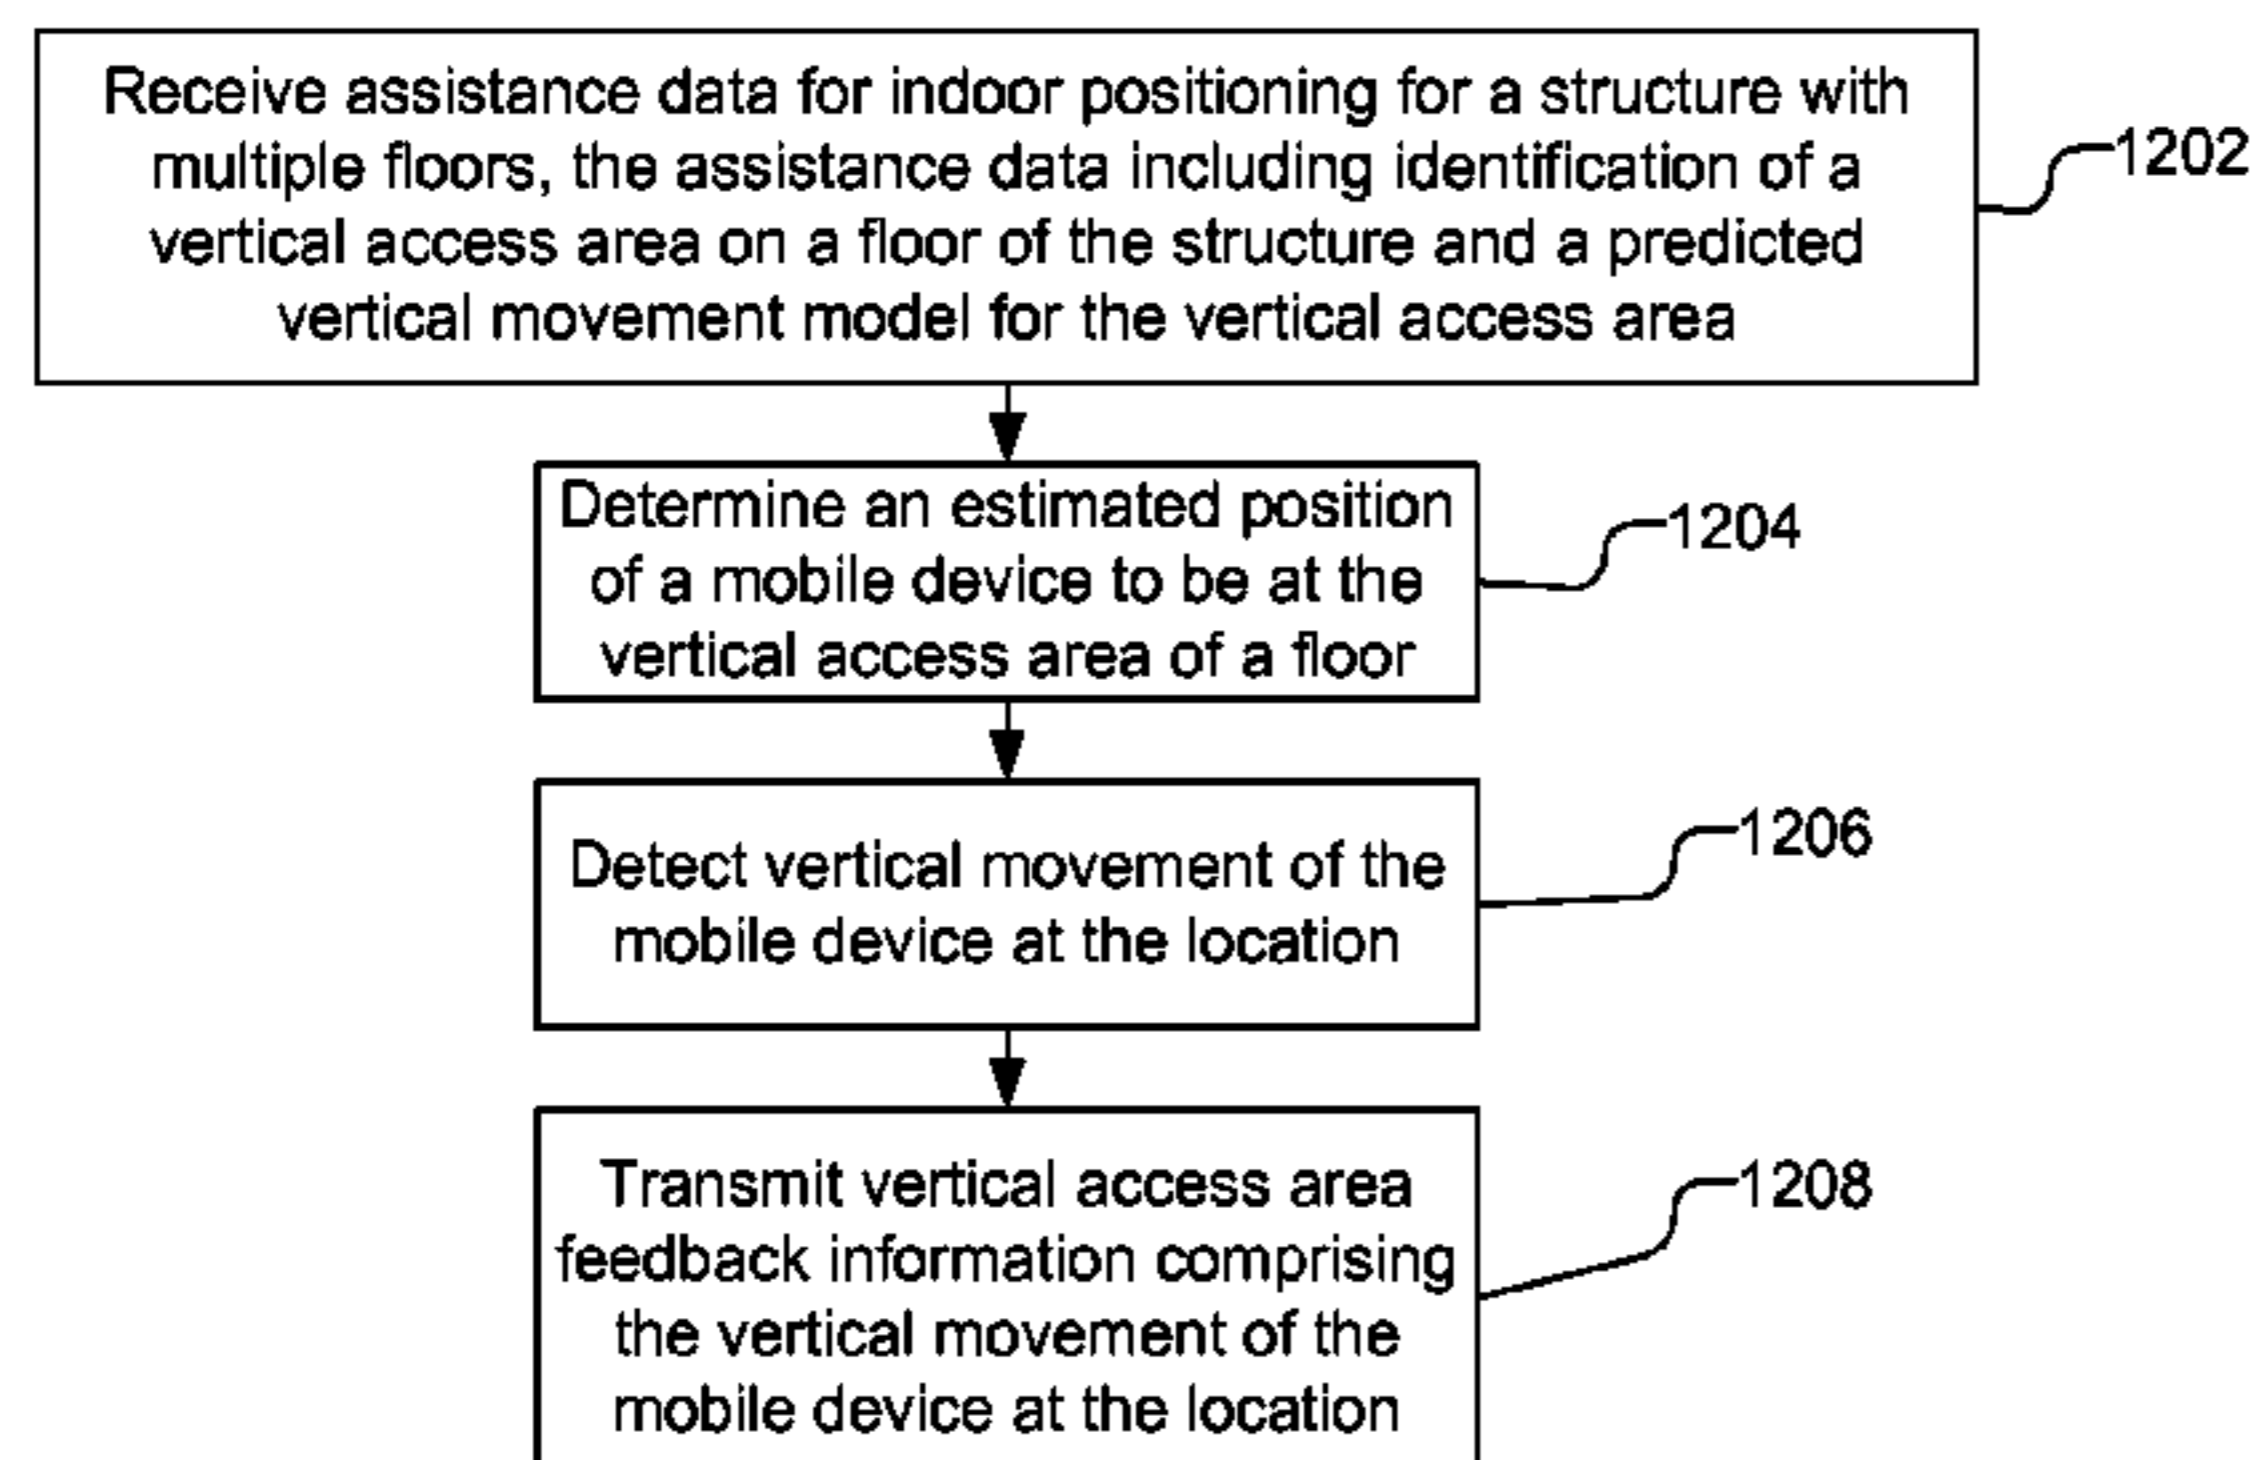 Receive assistance data for indoor positioning for a structure with
multiple floors, the assistance data including identification of a
vertical access area on a floor of the structure and a predicted
vertical movement model for the vertical access area
1202
Determine an estimated position
of a mobile device to be at the
vertical access area of a floor
1204
Detect vertical movement of the
mobile device at the location
1206
Transmit vertical access area
feedback information comprising
the vertical movement of the
mobile device at the location
1208